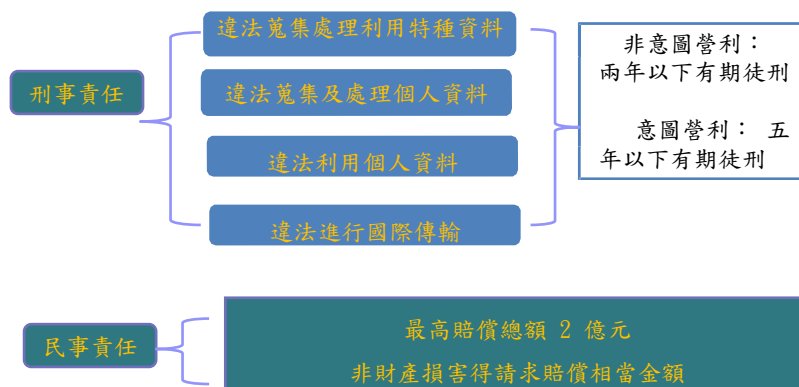 刑事責任
違法蒐集處理利用特種資料
違法蒐集及處理個人資料
違法利用個人資料
違法進行國際傳輸
非意圖營利：
兩年以下有期徒刑
意圖營利： 五
年以下有期徒刑
民事責任
最高賠償總額 2 億元
非財產損害得請求賠償相當金額